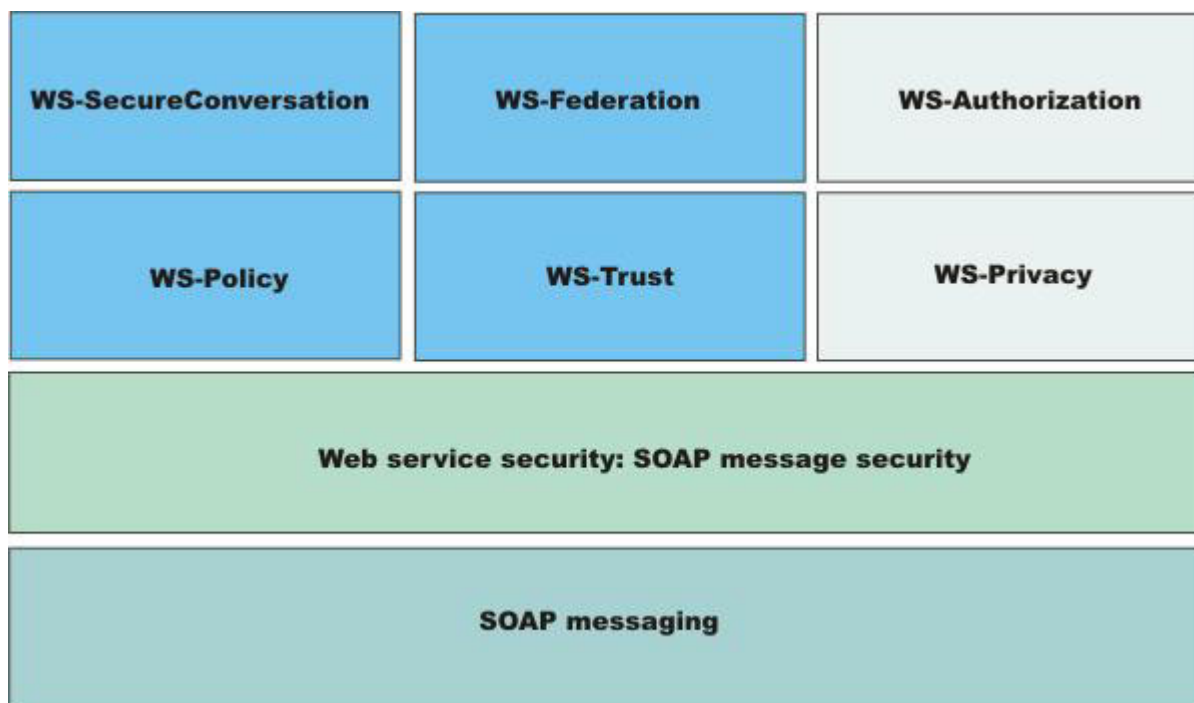 WS-SecureConversation
WS-Federation
WS-Authorization
WS-Policy
WS-Trust
WS-Privacy
Web service security: SOAP message security
SOAP messaging